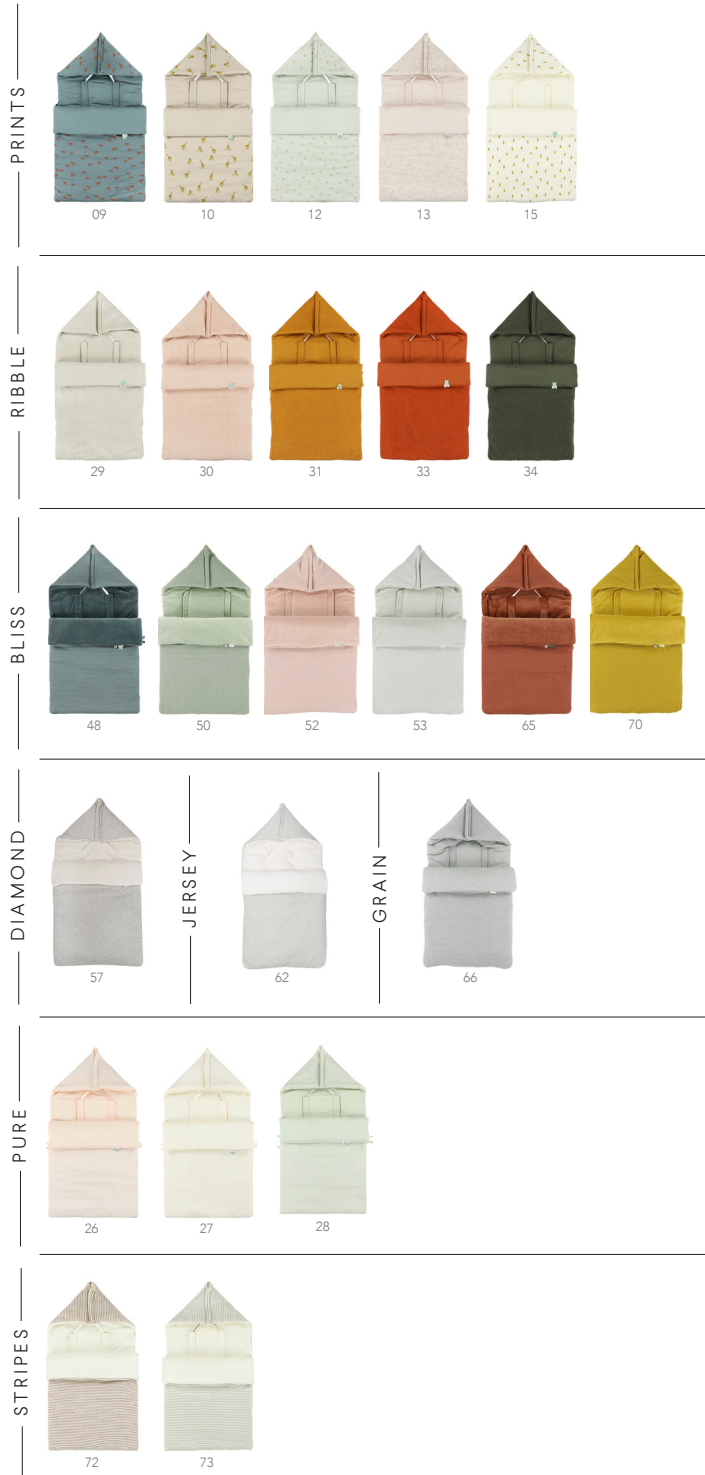 PRINTS
09 10 12 13 15
RIBBLE
29 30 31 33 34
BLISS
48 50 52 53 65 70
DIAMOND
57
JERSEY
62
GRAIN
66
PURE
26 27 28
STRIPES
72 73